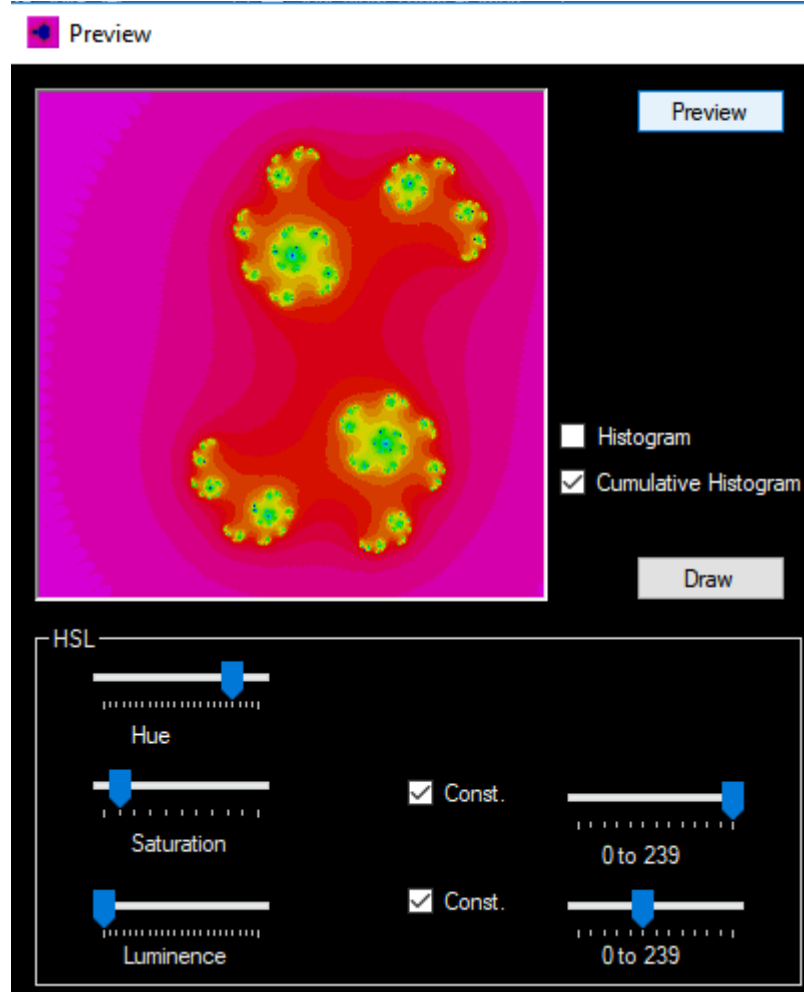 Preview
Preview
Histogram
Cumulative Histogram
Draw
HSL
Hue
Const.
Saturation
0 to 239
Const.
Luminence
0 to 239